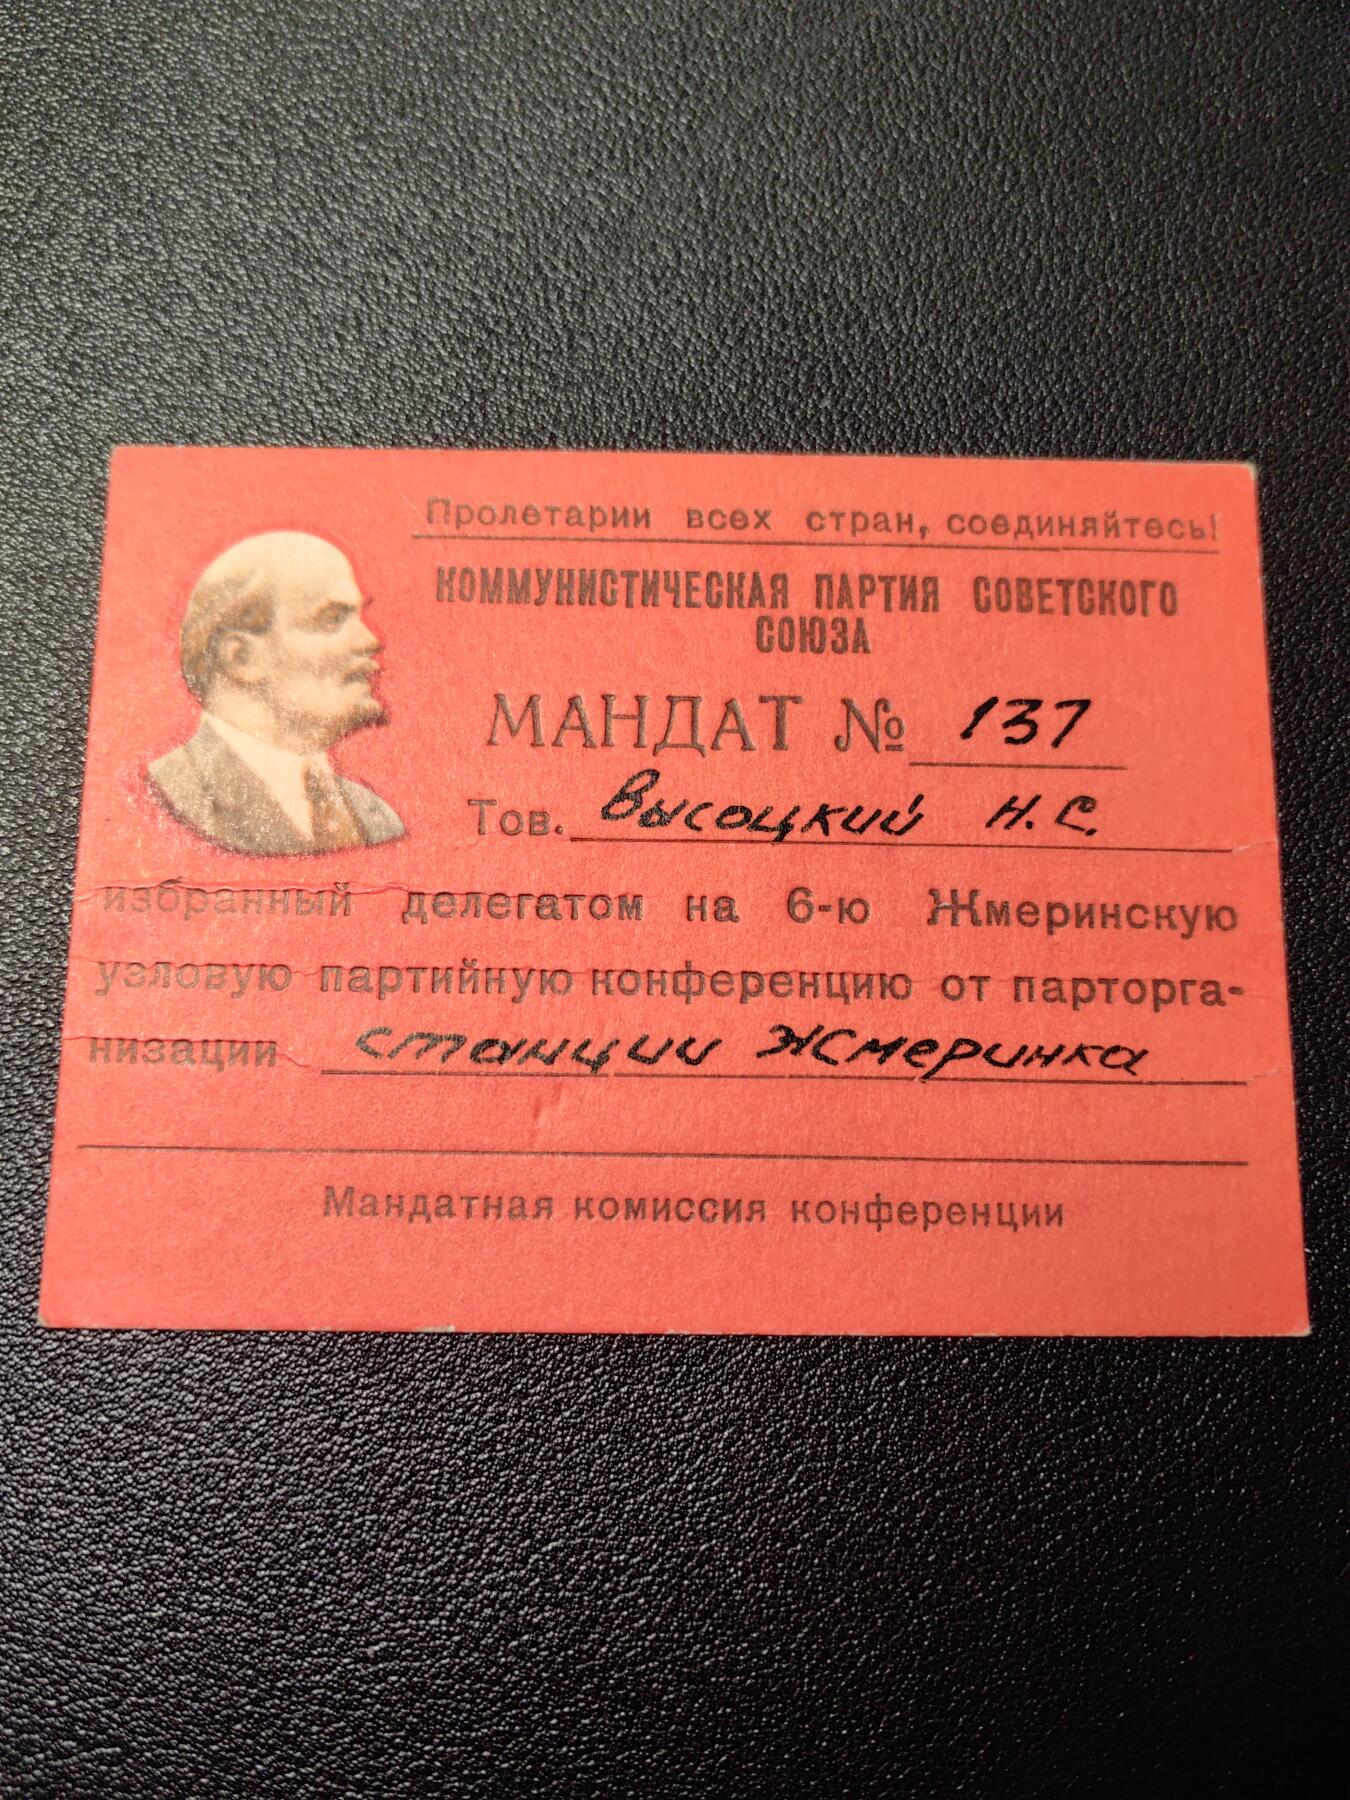 Пролетарии всех стран, соединяйтесь!
КОММУНИСТИЧЕСКАЯ ПАРТИЯ СОВЕТСКОГО
СОЮЗА
МАНДАТ № 137
Тов. Высоцкий Н.С.
избранный делегатом на 6-ю Жмеринскую
узловую партийную конференцию от парторга-
низации станции Жмеринка
Мандатная комиссия конференции